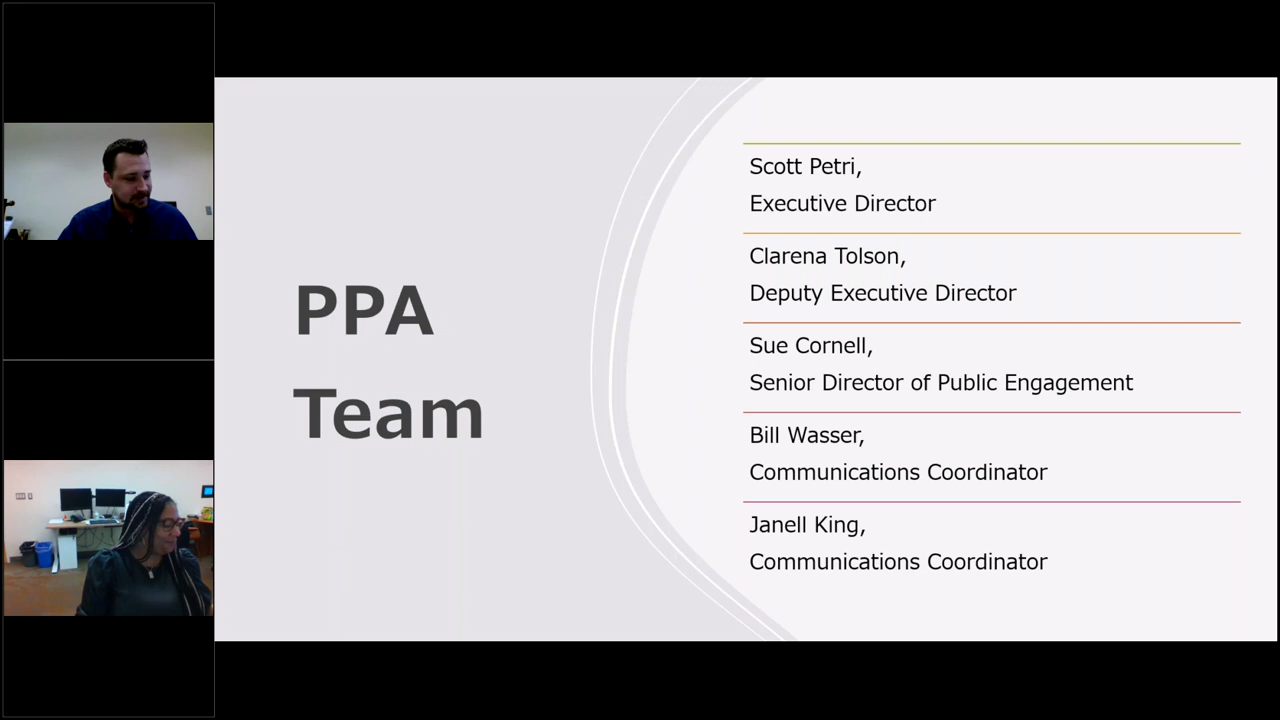 PPA
Team
Scott Petri,
Executive Director
Clarena Tolson,
Deputy Executive Director
Sue Cornell,
Senior Director of Public Engagement
Bill Wasser,
Communications Coordinator
Janell King,
Communications Coordinator